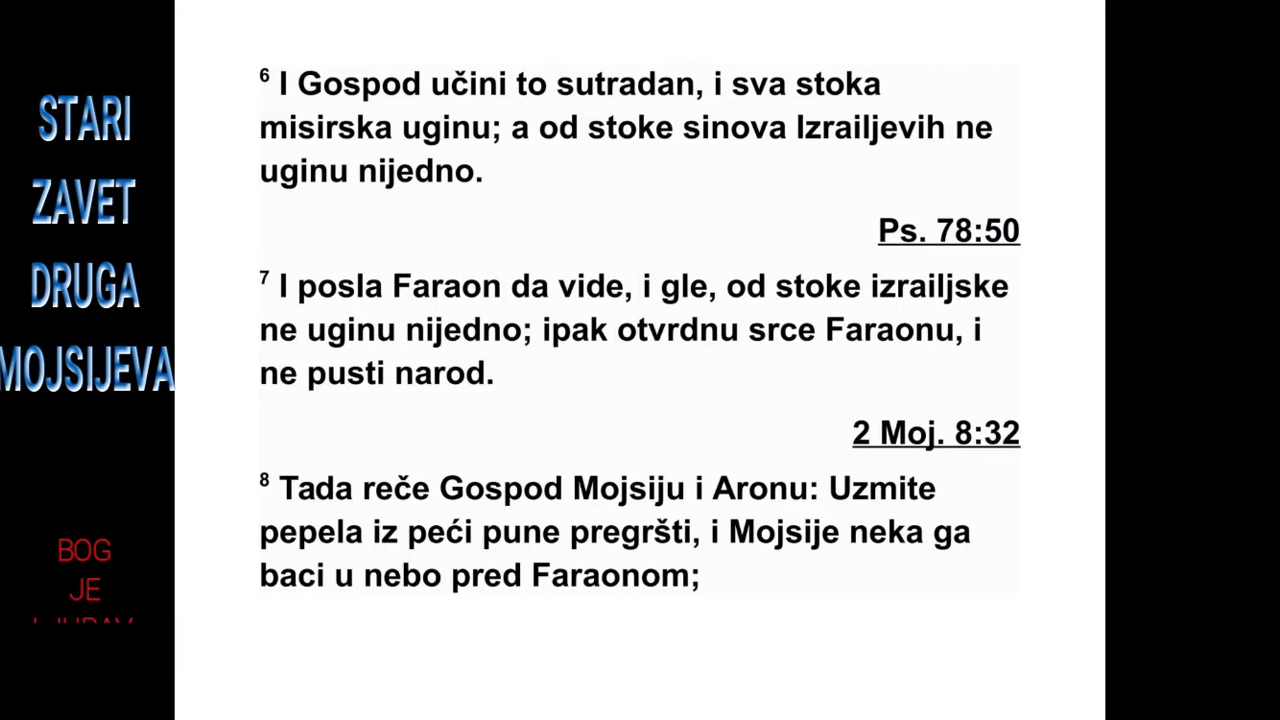 STARI
ZAVET
DRUGA
MOJSIJEVA
BOG
JE
6 I Gospod učini to sutradan, i sva stoka
misirska uginu; a od stoke sinova Izrailjevih ne
uginu nijedno.
Ps. 78:50
7 I posla Faraon da vide, i gle, od stoke izrailjske
ne uginu nijedno; ipak otvrdnu srce Faraonu, i
ne pusti narod.
2 Moj. 8:32
8 Tada reče Gospod Mojsiju i Aronu: Uzmite
pepela iz peći pune pregršti, i Mojsije neka ga
baci u nebo pred Faraonom;